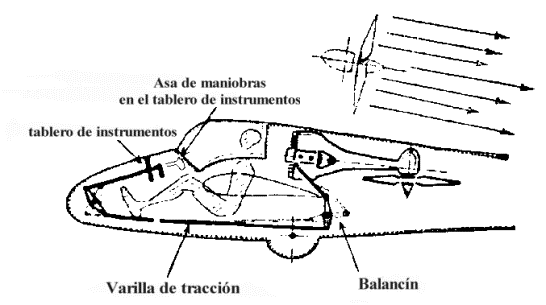 Asa de maniobras
en el tablero de instrumentos
tablero de instrumentos
Varilla de tracción
Balancín